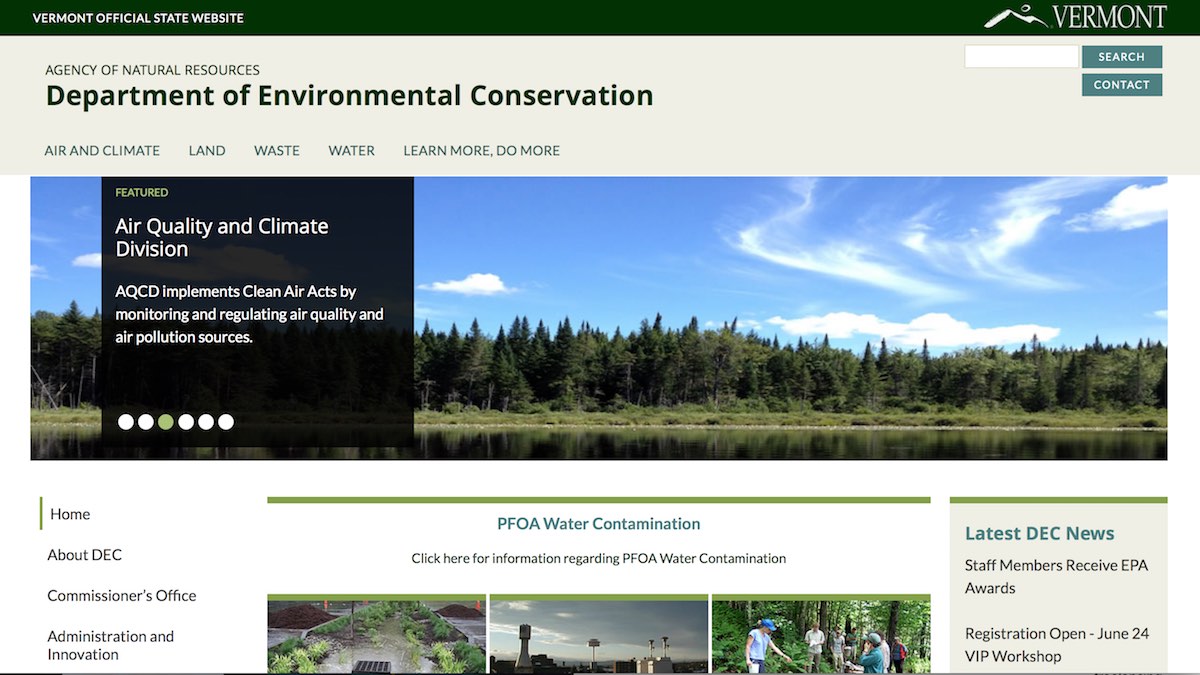 VERMONT OFFICIAL STATE WEBSITE
VERMONT
SEARCH
CONTACT
AGENCY OF NATURAL RESOURCES
Department of Environmental Conservation
AIR AND CLIMATE LAND WASTE WATER LEARN MORE, DO MORE
FEATURED
Air Quality and Climate
Division
AQCD implements Clean Air Acts by
monitoring and regulating air quality and
air pollution sources.
Home
About DEC
Commissioner’s Office
Administration and
Innovation
PFOA Water Contamination
Click here for information regarding PFOA Water Contamination
Latest DEC News
Staff Members Receive EPA
Awards
Registration Open - June 24
VIP Workshop